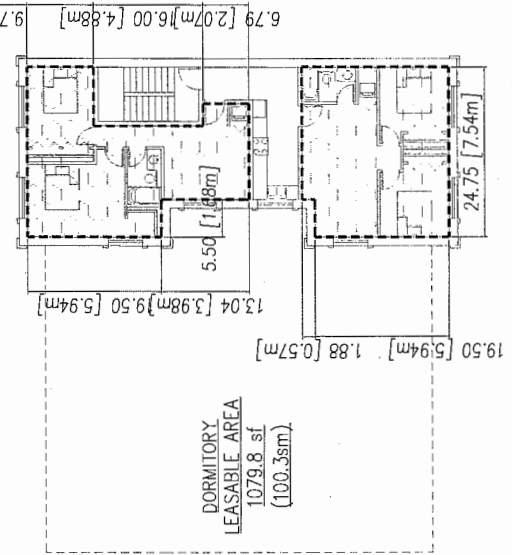 9.7
16.00 [4.88m]
6.79 [2.07m]
5.50 [1.68m]
24.75 [7.54m]
19.50 [5.94m]
13.04 [3.98m]
19.50 [5.94m]
1.88 [0.57m]
DORMITORY
LEASABLE AREA
1079.8 sf
(100.3sm)